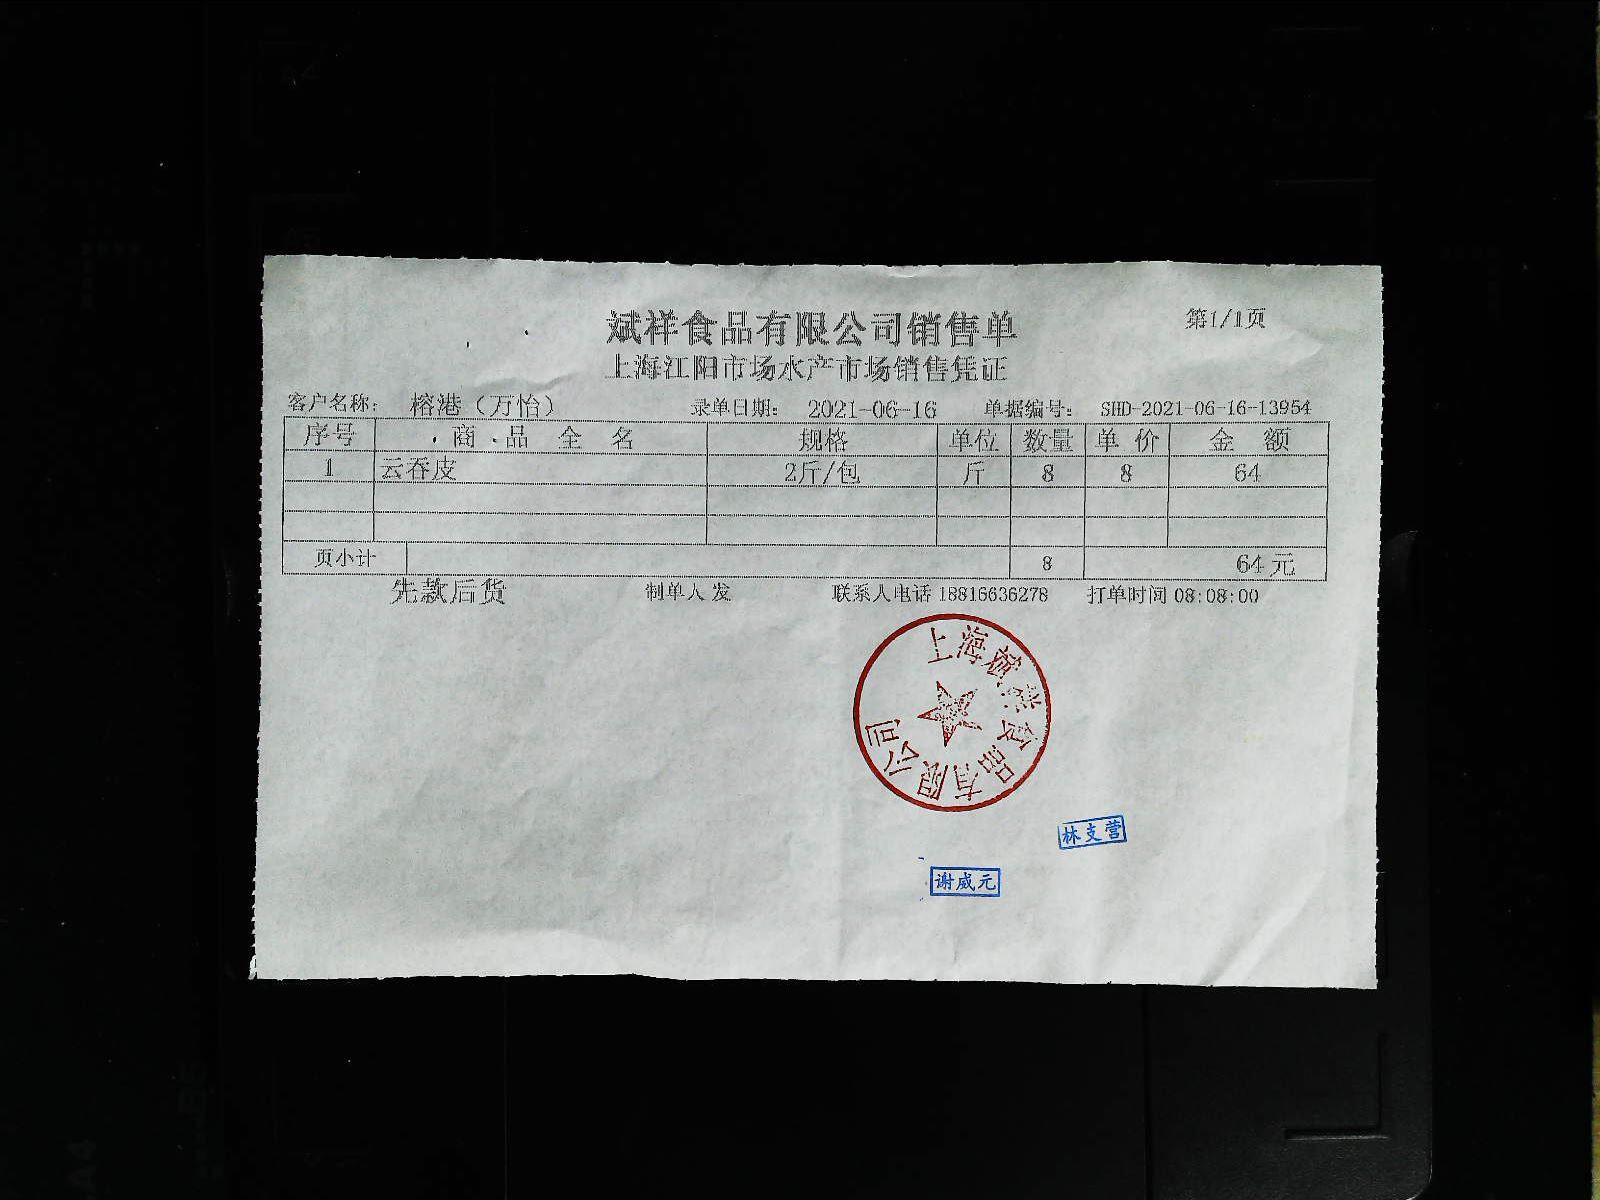 斌祥食品有限公司销售单
第1/1页
上海江阳市场水产市场销售凭证
客户名称： 榕港（万怡） 录单日期： 2021-06-16 单据编号： SHD-2021-06-16-13954
序号 商品全名 规格 单位 数量 单价 金额
1 云吞皮 2斤/包 斤 8 8 64
页小计 8 64元
先款后货 制单人 发 联系人电话 18816636278 打单时间 08:08:00
上海斌祥食品有限公司
林支营
谢威元